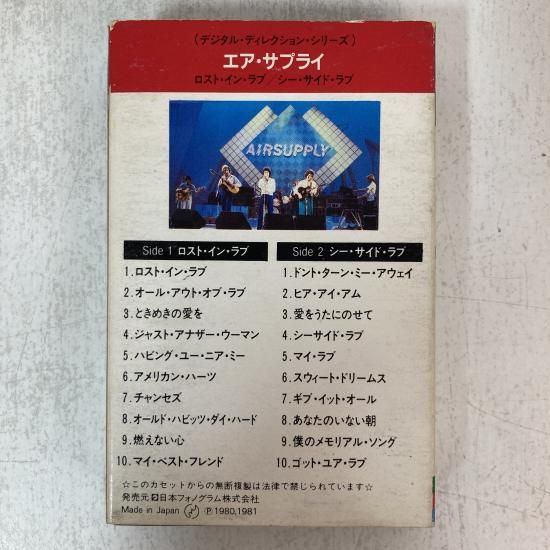 (デジタル・ディレクション・シリーズ)
エア・サプライ
ロスト・イン・ラブ/シー・サイド・ラブ
AIRSUPPLY
Side 1 ロスト・イン・ラブ
1.ロスト・イン・ラブ
2.オール・アウト・オブ・ラブ
3.ときめきの愛を
4.ジャスト・アナザー・ウーマン
5.ハビング・ユー・ニア・ミー
6.アメリカン・ハーツ
7.チャンセズ
8.オールド・ハビッツ・ダイ・ハード
9.燃えない心
10.マイ・ベスト・フレンド
Side 2 シー・サイド・ラブ
1.ドント・ターン・ミー・アウェイ
2.ヒア・アイ・アム
3.愛をうたにのせて
4.シーサイド・ラブ
5.マイ・ラブ
6.スウィート・ドリームス
7.ギブ・イット・オール
8.あなたのいない朝
9.僕のメモリアル・ソング
10.ゴット・ユア・ラブ
☆このカセットからの無断複製は法律で禁じられています☆
発売元 日本フォノグラム株式会社
Made in Japan Ⓟ1980,1981